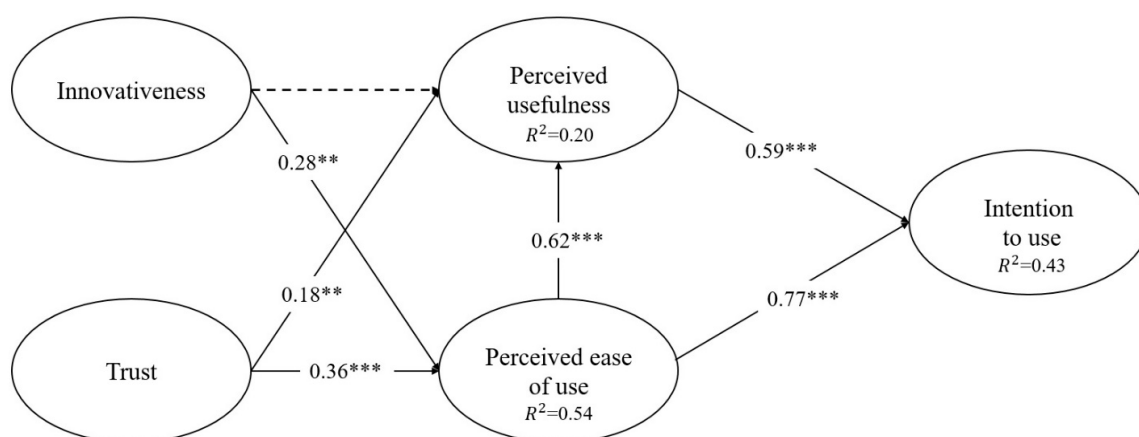 Innovativeness
Perceived
usefulness
R²=0.20
0.28**
0.59***
0.62***
Intention
to use
R²=0.43
0.18**
0.77***
Trust
0.36***
Perceived ease
of use
R²=0.54